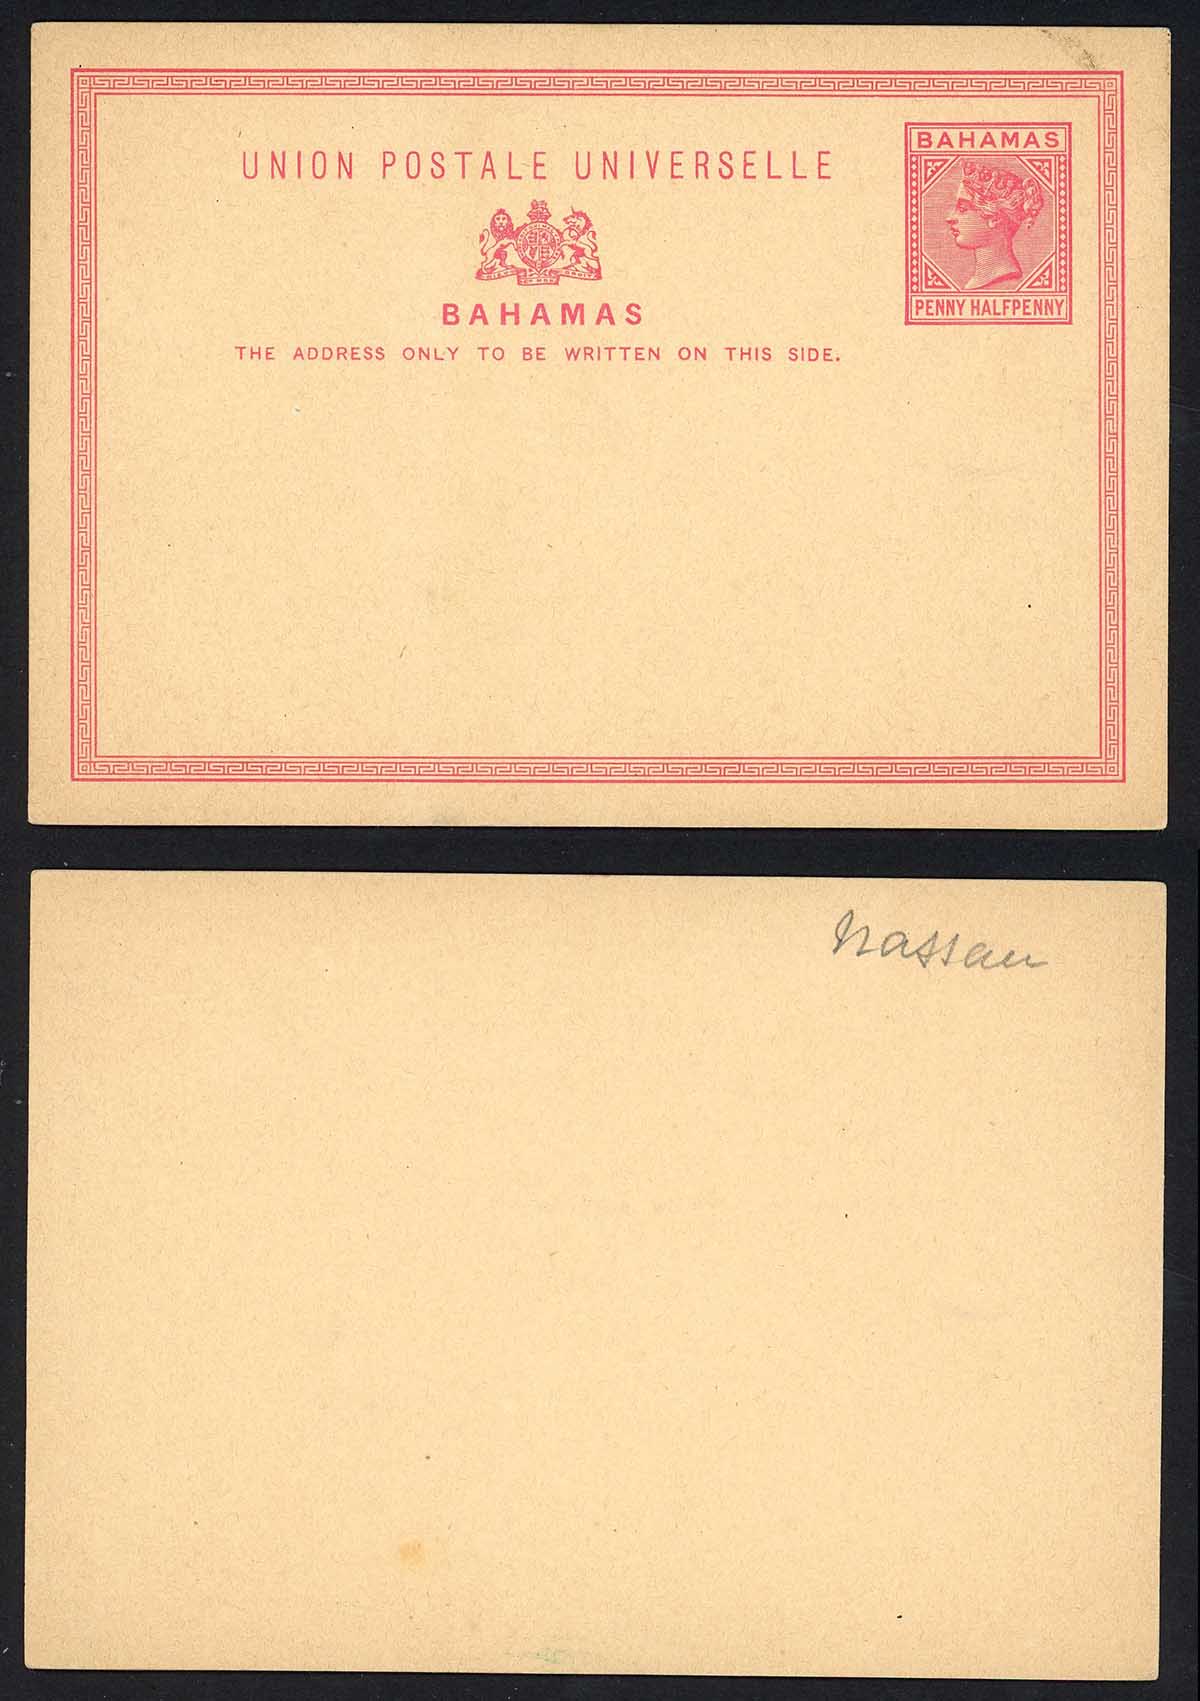 UNION POSTALE UNIVERSELLE
BAHAMAS
PENNY HALFPENNY
BAHAMAS
THE ADDRESS ONLY TO BE WRITTEN ON THIS SIDE.
Nassau